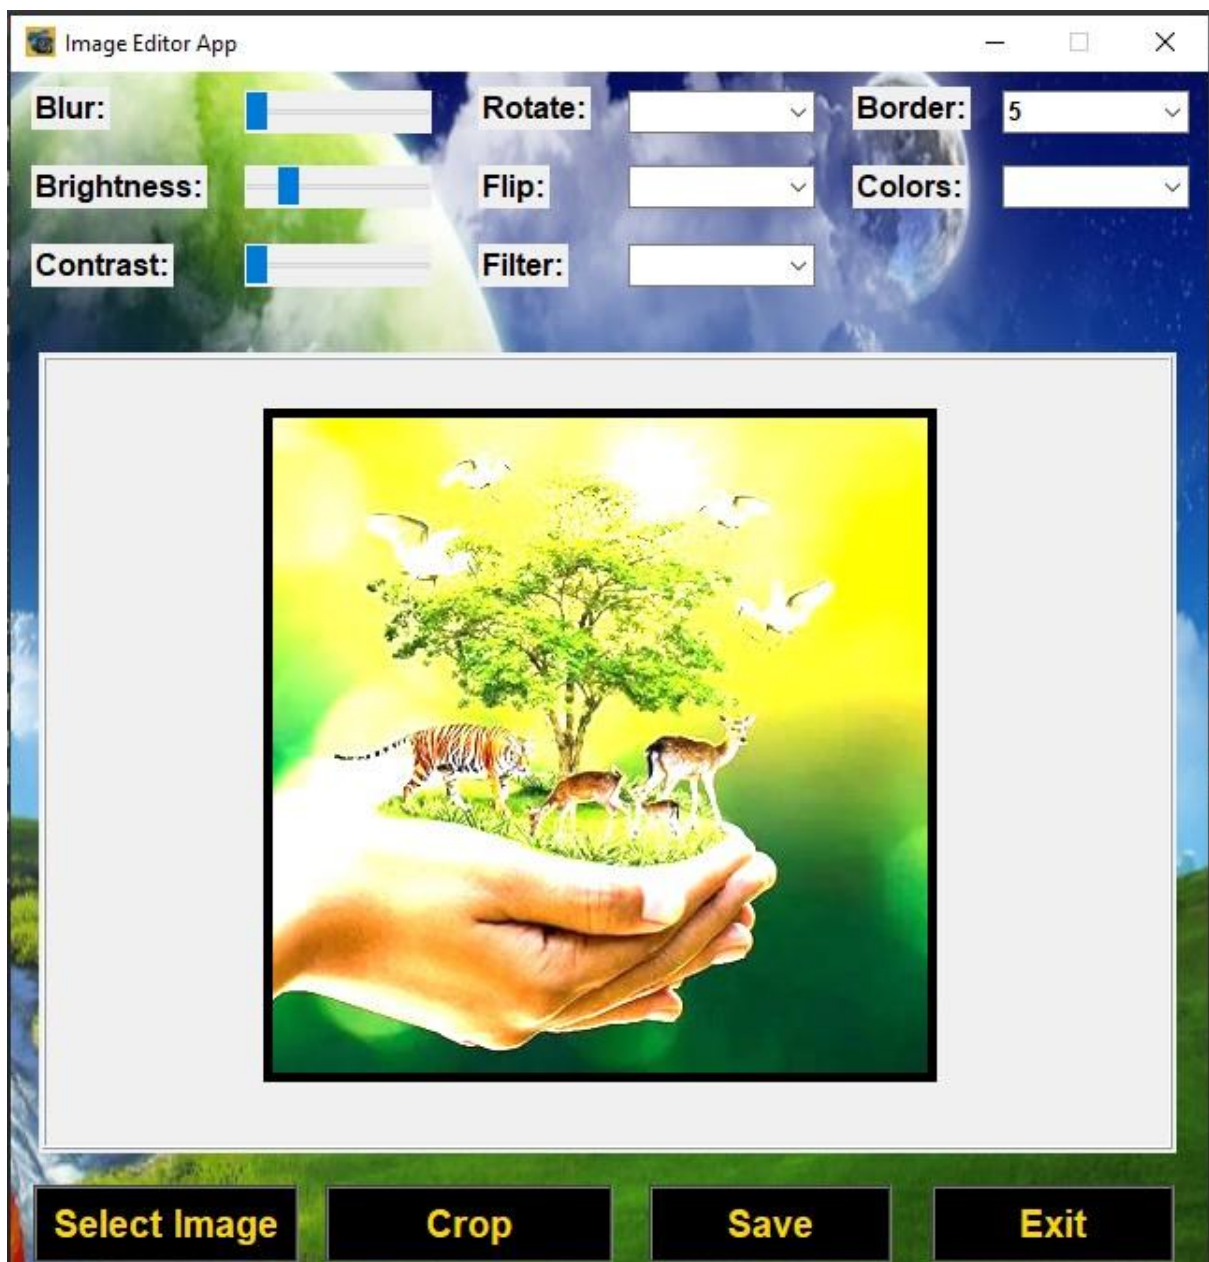 Image Editor App
Blur: Rotate: Border: 5
Brightness: Flip: Colors:
Contrast: Filter:
Select Image Crop Save Exit